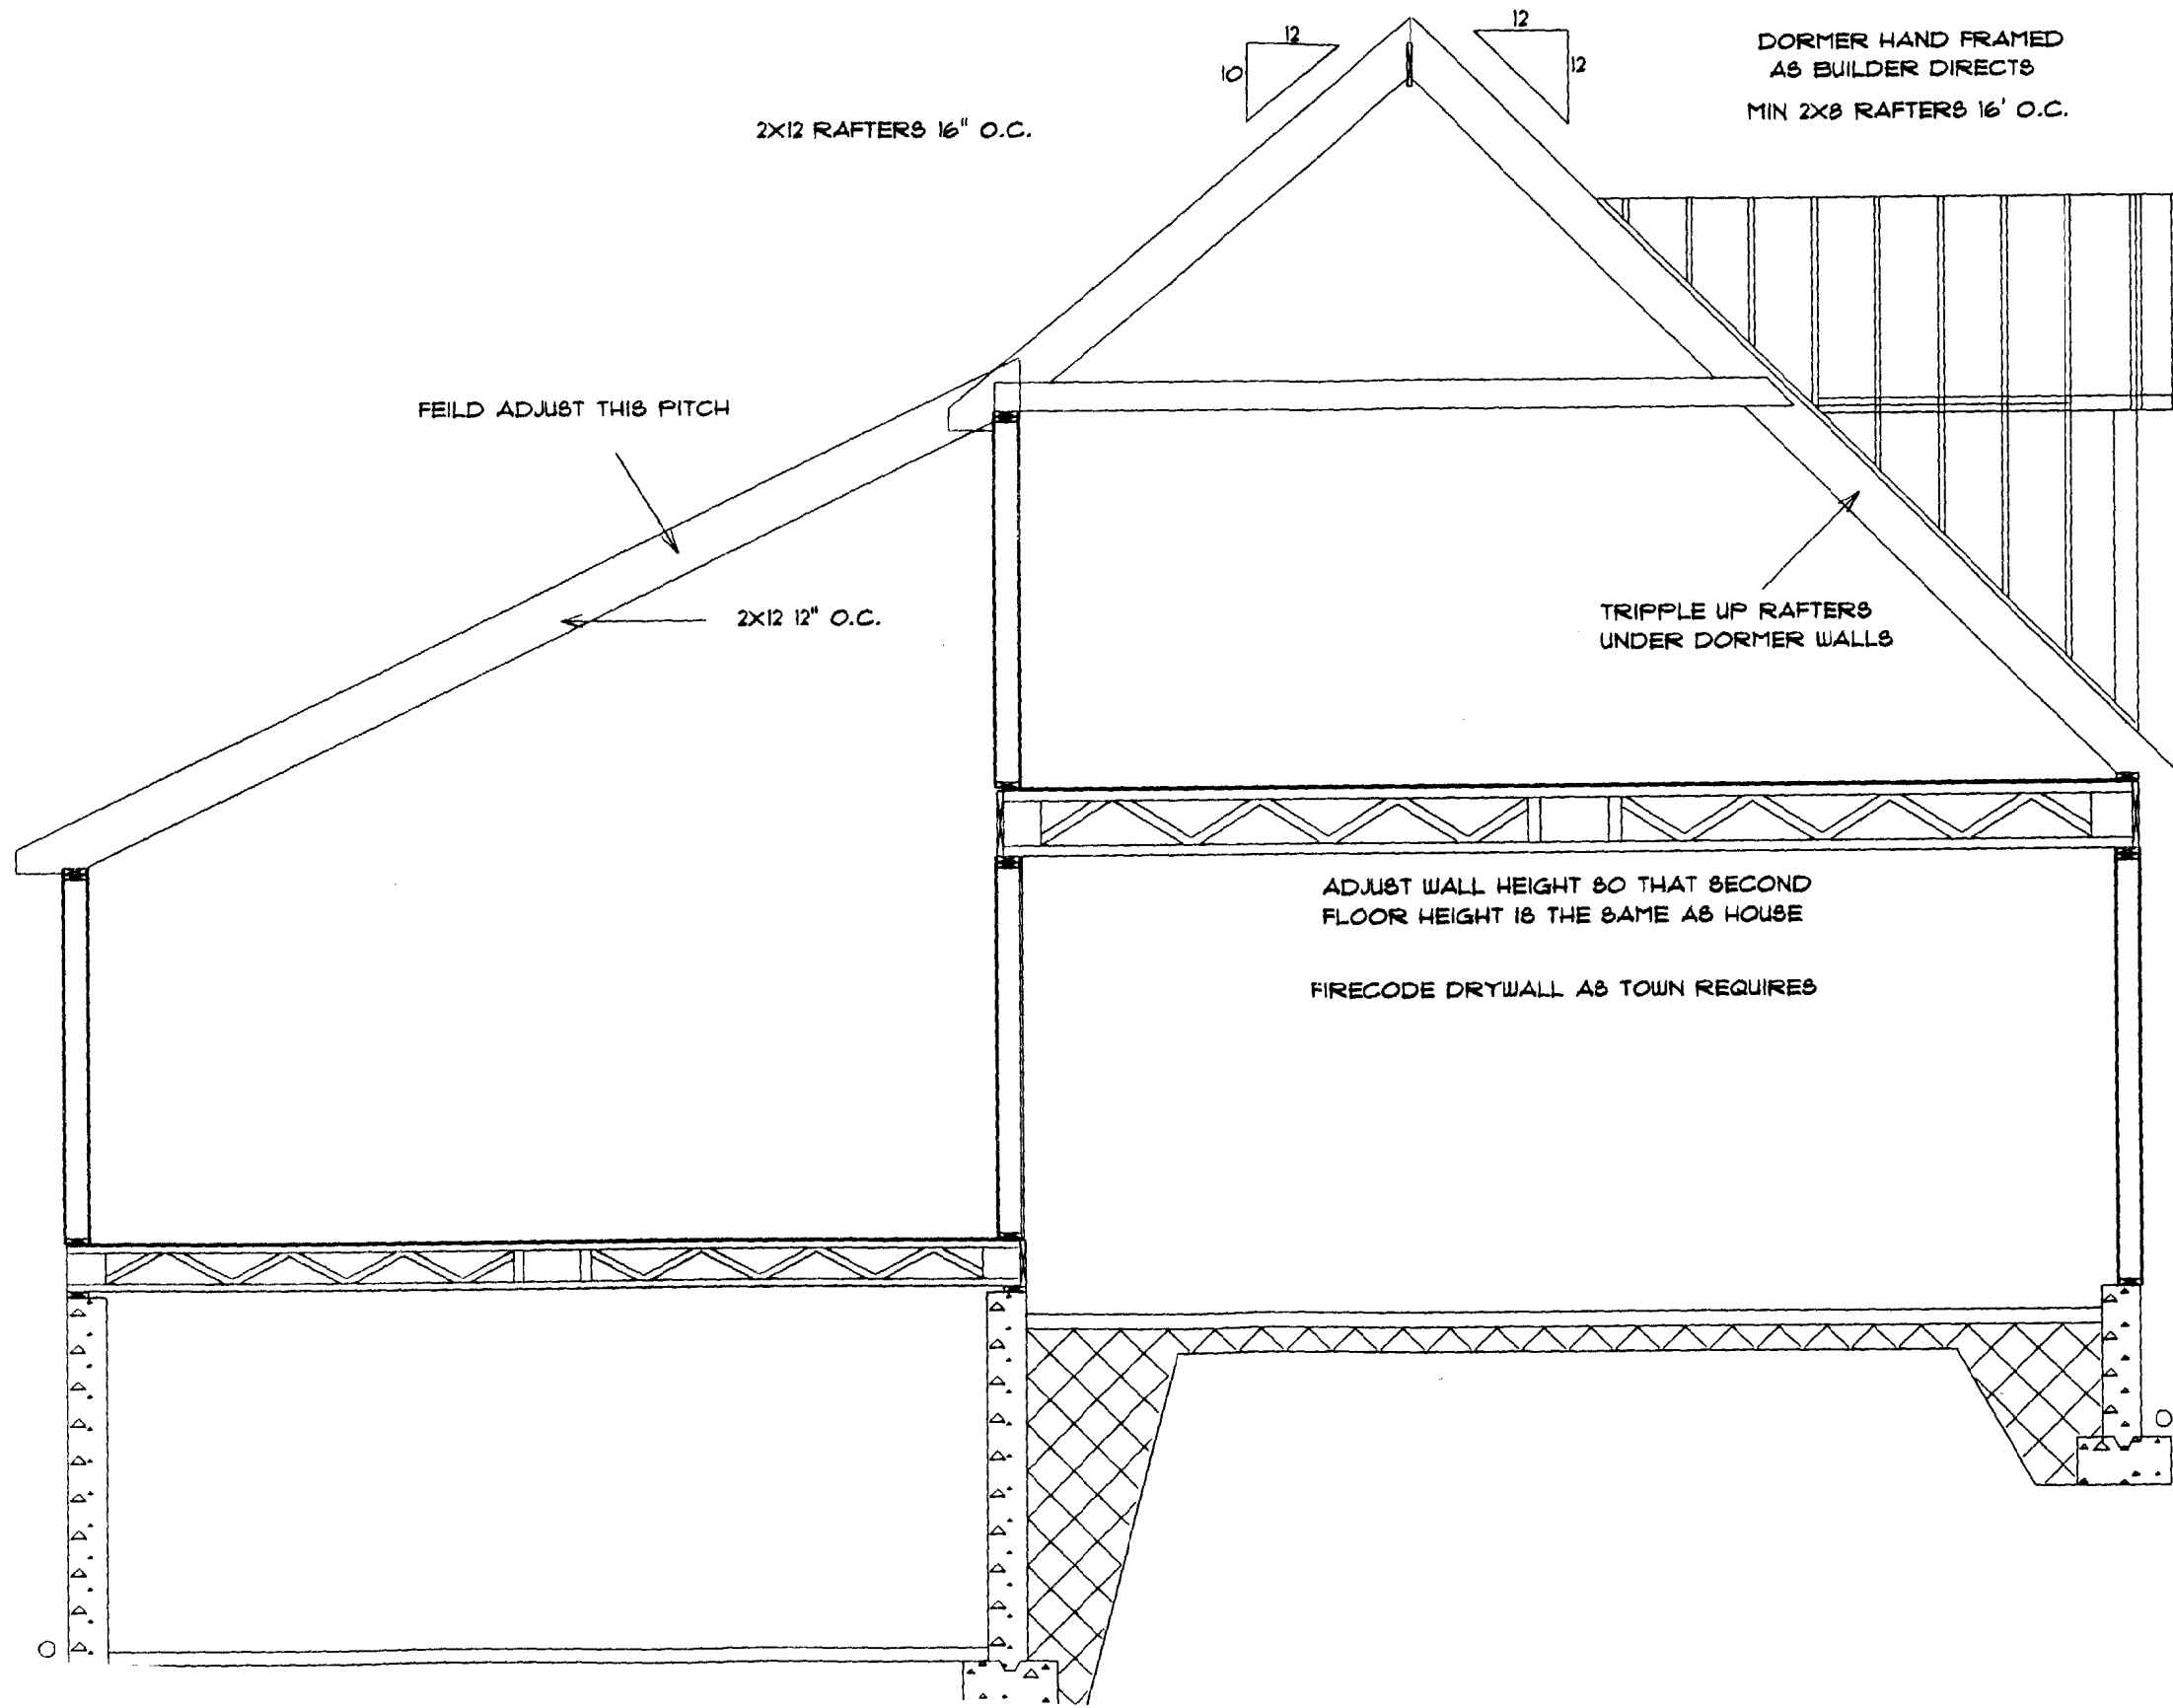 12
10
12
12
DORMER HAND FRAMED
AS BUILDER DIRECTS
MIN 2X8 RAFTERS 16' O.C.
2X12 RAFTERS 16" O.C.
FEILD ADJUST THIS PITCH
2X12 12" O.C.
TRIPPLE UP RAFTERS
UNDER DORMER WALLS
ADJUST WALL HEIGHT SO THAT SECOND
FLOOR HEIGHT IS THE SAME AS HOUSE
FIRECODE DRYWALL AS TOWN REQUIRES